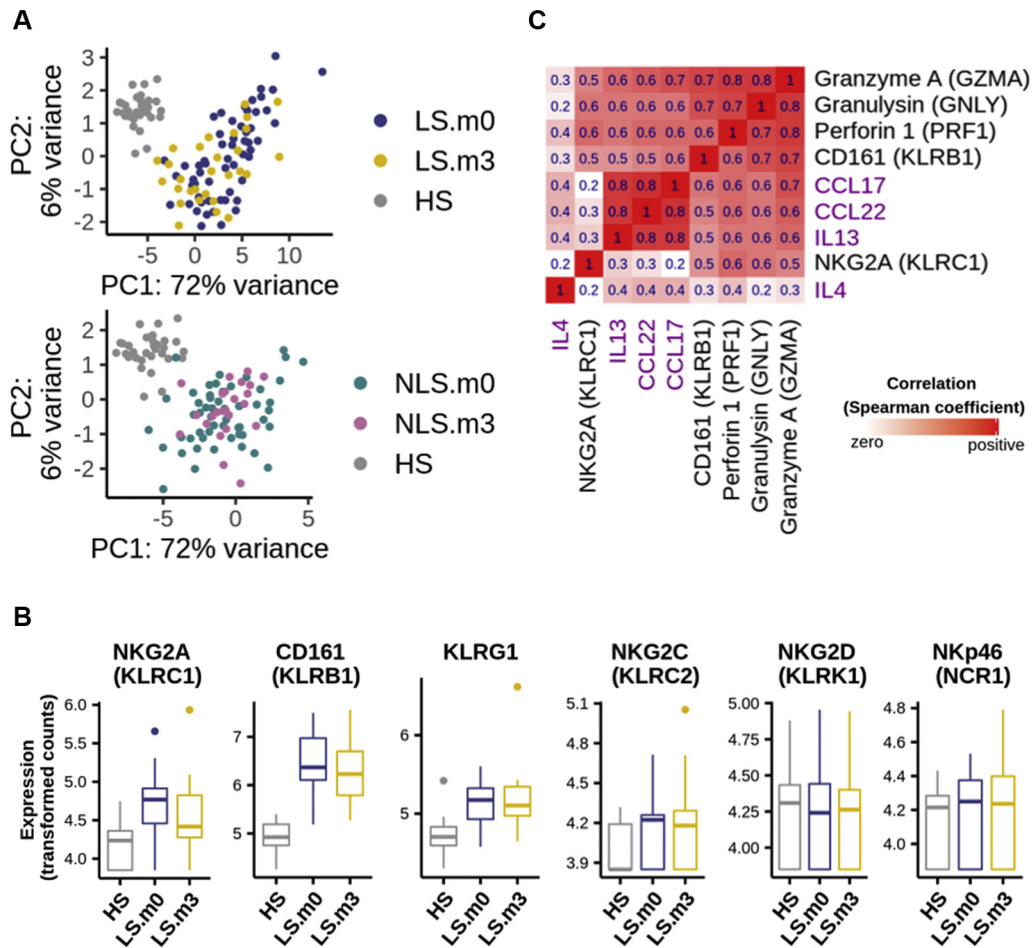 A
PC2:
6% variance
3
2
1
0
-1
-2
-5
0
5
10
PC1: 72% variance
LS.m0
LS.m3
HS
PC2:
6% variance
2
1
0
-1
-2
-5
0
5
PC1: 72% variance
NLS.m0
NLS.m3
HS
C
0.3 0.5 0.6 0.6 0.7 0.7 0.8 0.8 1 Granzyme A (GZMA)
0.2 0.6 0.6 0.6 0.6 0.7 0.7 1 0.8 Granulysin (GNLY)
0.4 0.6 0.6 0.6 0.6 0.6 1 0.7 0.8 Perforin 1 (PRF1)
0.3 0.5 0.5 0.5 0.6 1 0.6 0.7 0.7 CD161 (KLRB1)
0.4 0.2 0.8 0.8 1 0.6 0.6 0.6 0.7 CCL17
0.4 0.3 0.8 1 0.8 0.5 0.6 0.6 0.6 CCL22
0.4 0.3 1 0.8 0.8 0.5 0.6 0.6 0.6 IL13
0.2 1 0.3 0.3 0.2 0.5 0.6 0.6 0.5 NKG2A (KLRC1)
1 0.2 0.4 0.4 0.4 0.3 0.4 0.2 0.3 IL4
IL4
NKG2A (KLRC1)
IL13
CCL22
CCL17
CD161 (KLRB1)
Perforin 1 (PRF1)
Granulysin (GNLY)
Granzyme A (GZMA)
Correlation
(Spearman coefficient)
zero
positive
B
Expression
(transformed counts)
NKG2A
(KLRC1)
6.0
5.5
5.0
4.5
4.0
HS
LS.m0
LS.m3
CD161
(KLRB1)
7
6
5
HS
LS.m0
LS.m3
KLRG1
6
5
HS
LS.m0
LS.m3
NKG2C
(KLRC2)
5.1
4.8
4.5
4.2
3.9
HS
LS.m0
LS.m3
NKG2D
(KLRK1)
5.00
4.75
4.50
4.25
4.00
HS
LS.m0
LS.m3
NKp46
(NCR1)
4.8
4.6
4.4
4.2
4.0
HS
LS.m0
LS.m3